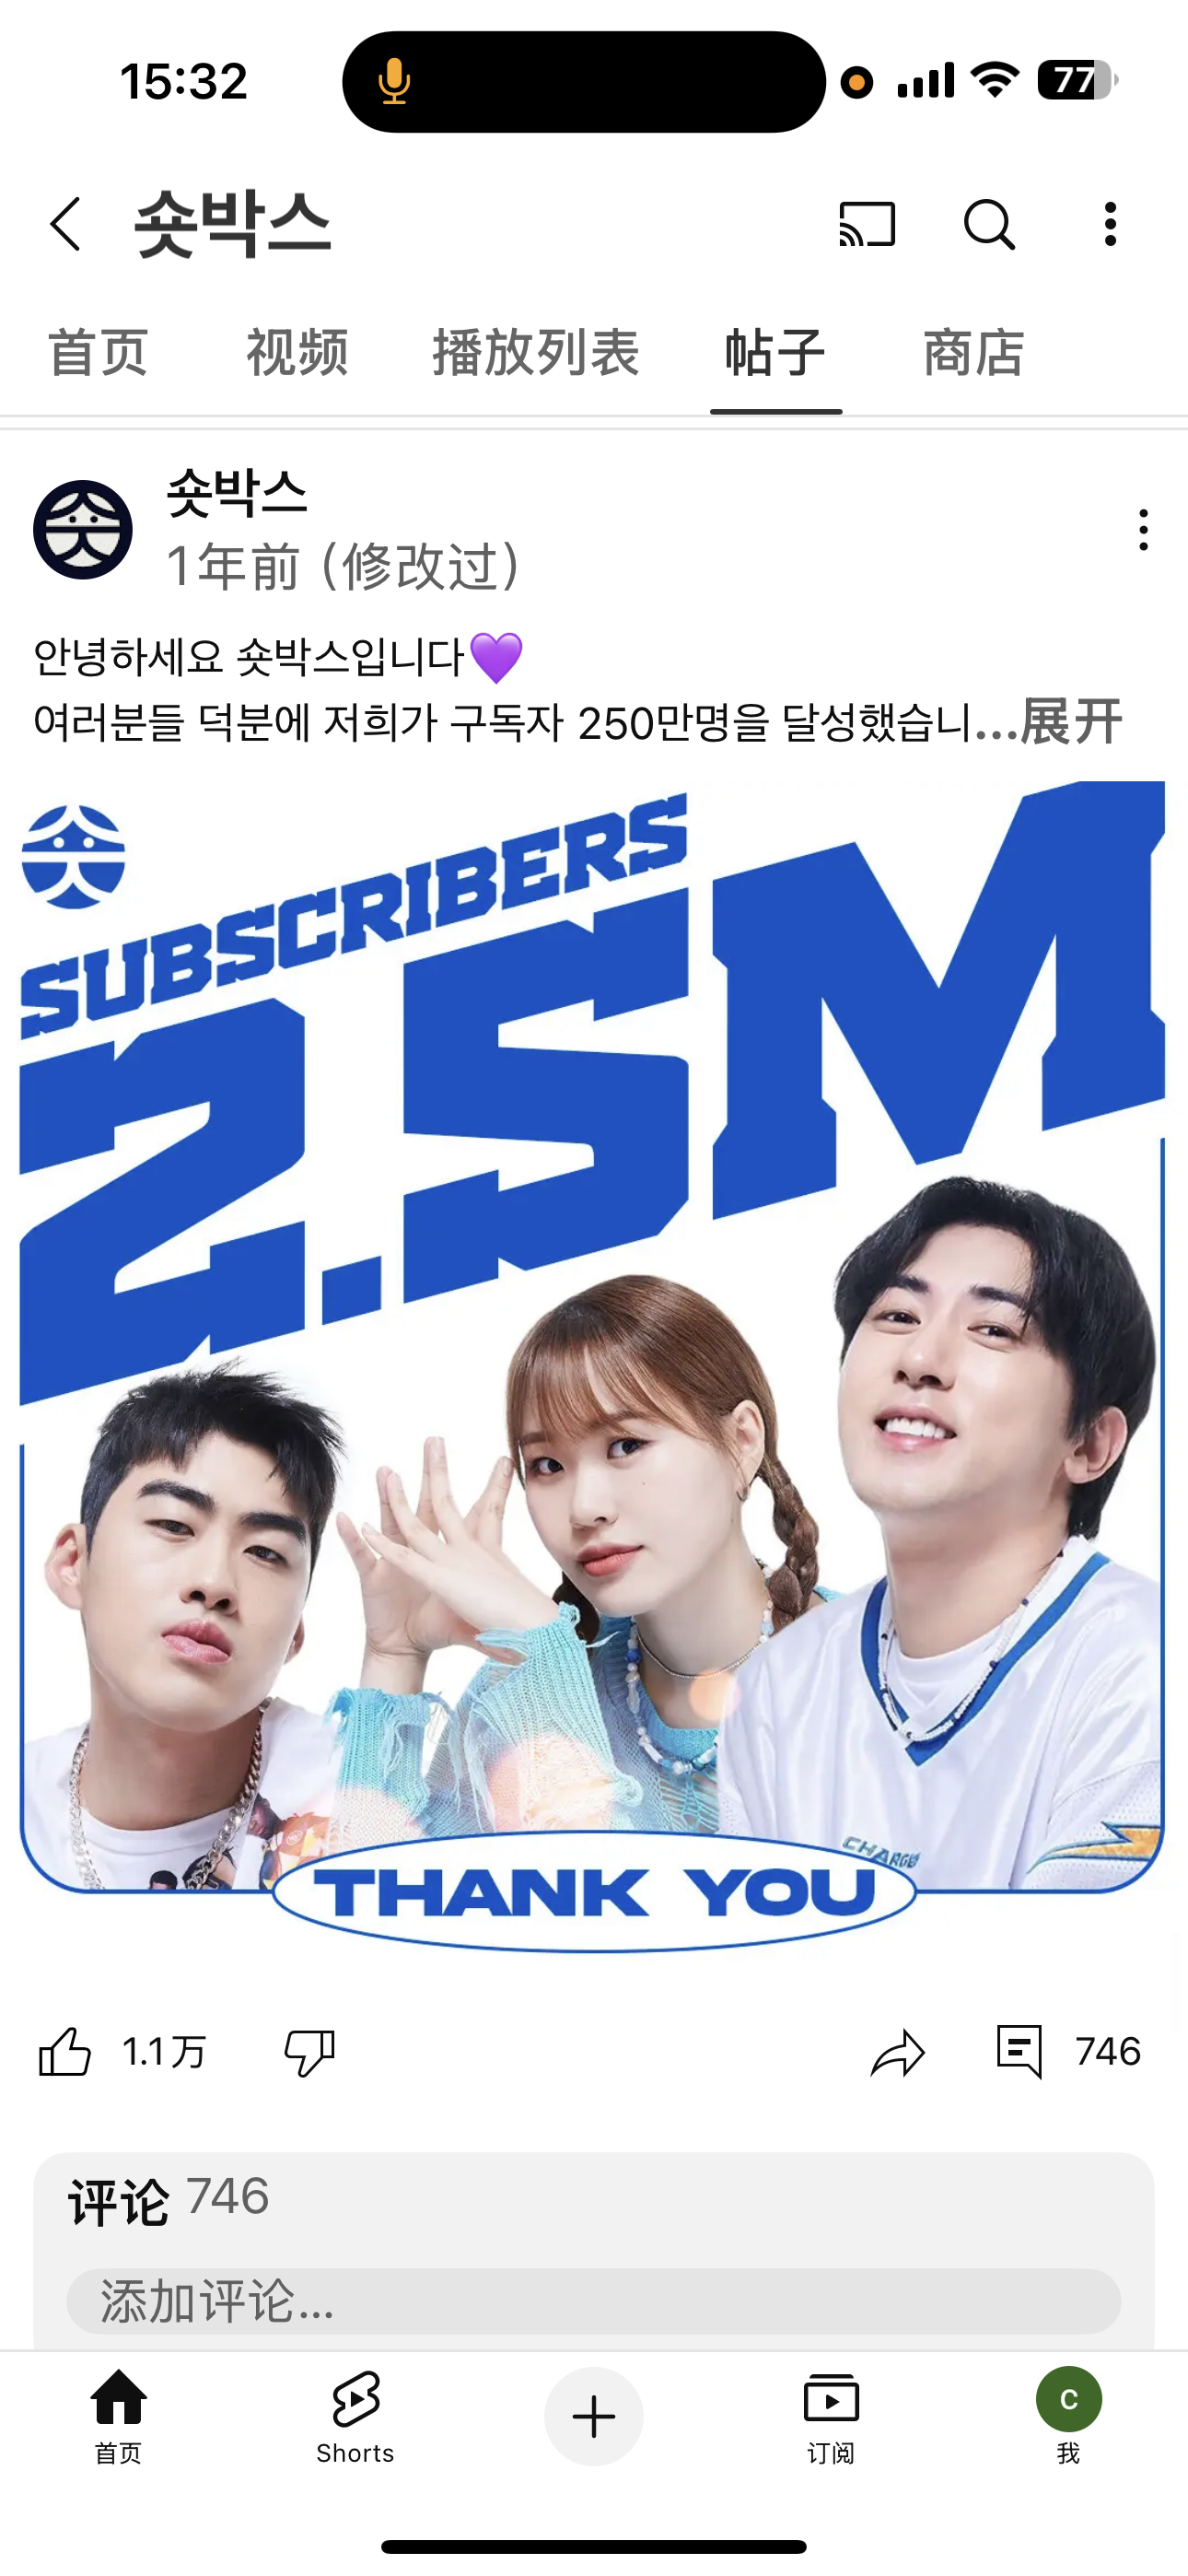 15:32
77
숏박스
首页 视频 播放列表 帖子 商店
숏
숏박스
1年前 (修改过)
안녕하세요 숏박스입니다💜
여러분들 덕분에 저희가 구독자 250만명을 달성했습니...展开
숏
SUBSCRIBERS
2.5M
CHARGE
THANK YOU
1.1万
746
评论 746
添加评论...
首页 Shorts 订阅 C 我